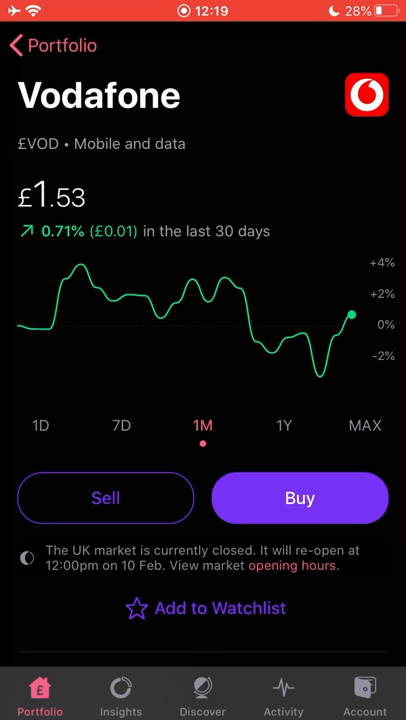 12:19
28%
Portfolio
Vodafone
£VOD • Mobile and data
£1.53
0.71% (£0.01) in the last 30 days
+4%
+2%
0%
-2%
1D 7D 1M 1Y MAX
Sell Buy
The UK market is currently closed. It will re-open at
12:00pm on 10 Feb. View market opening hours.
Add to Watchlist
£
Portfolio Insights Discover Activity Account